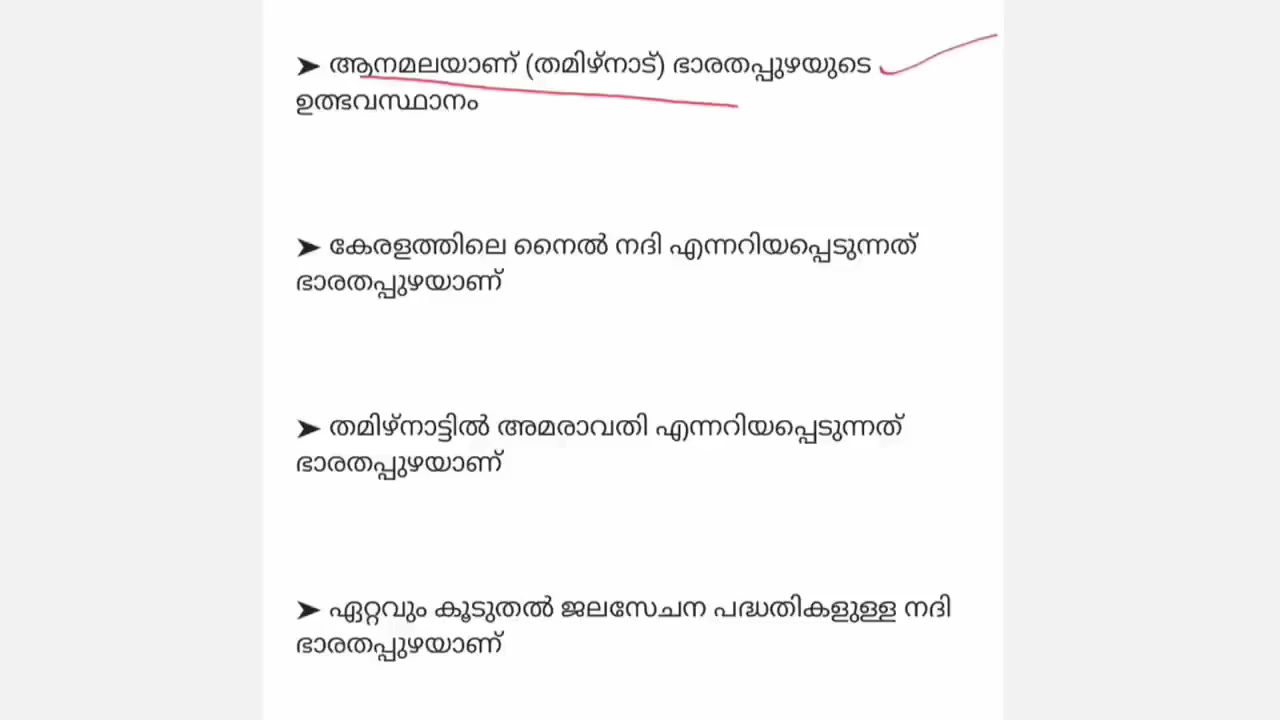 ➤ ആനമലയാണ് (തമിഴ്നാട്) ഭാരതപ്പുഴയുടെ
ഉത്ഭവസ്ഥാനം
➤ കേരളത്തിലെ നൈൽ നദി എന്നറിയപ്പെടുന്നത്
ഭാരതപ്പുഴയാണ്
➤ തമിഴ്നാട്ടിൽ അമരാവതി എന്നറിയപ്പെടുന്നത്
ഭാരതപ്പുഴയാണ്
➤ ഏറ്റവും കൂടുതൽ ജലസേചന പദ്ധതികളുള്ള നദി
ഭാരതപ്പുഴയാണ്